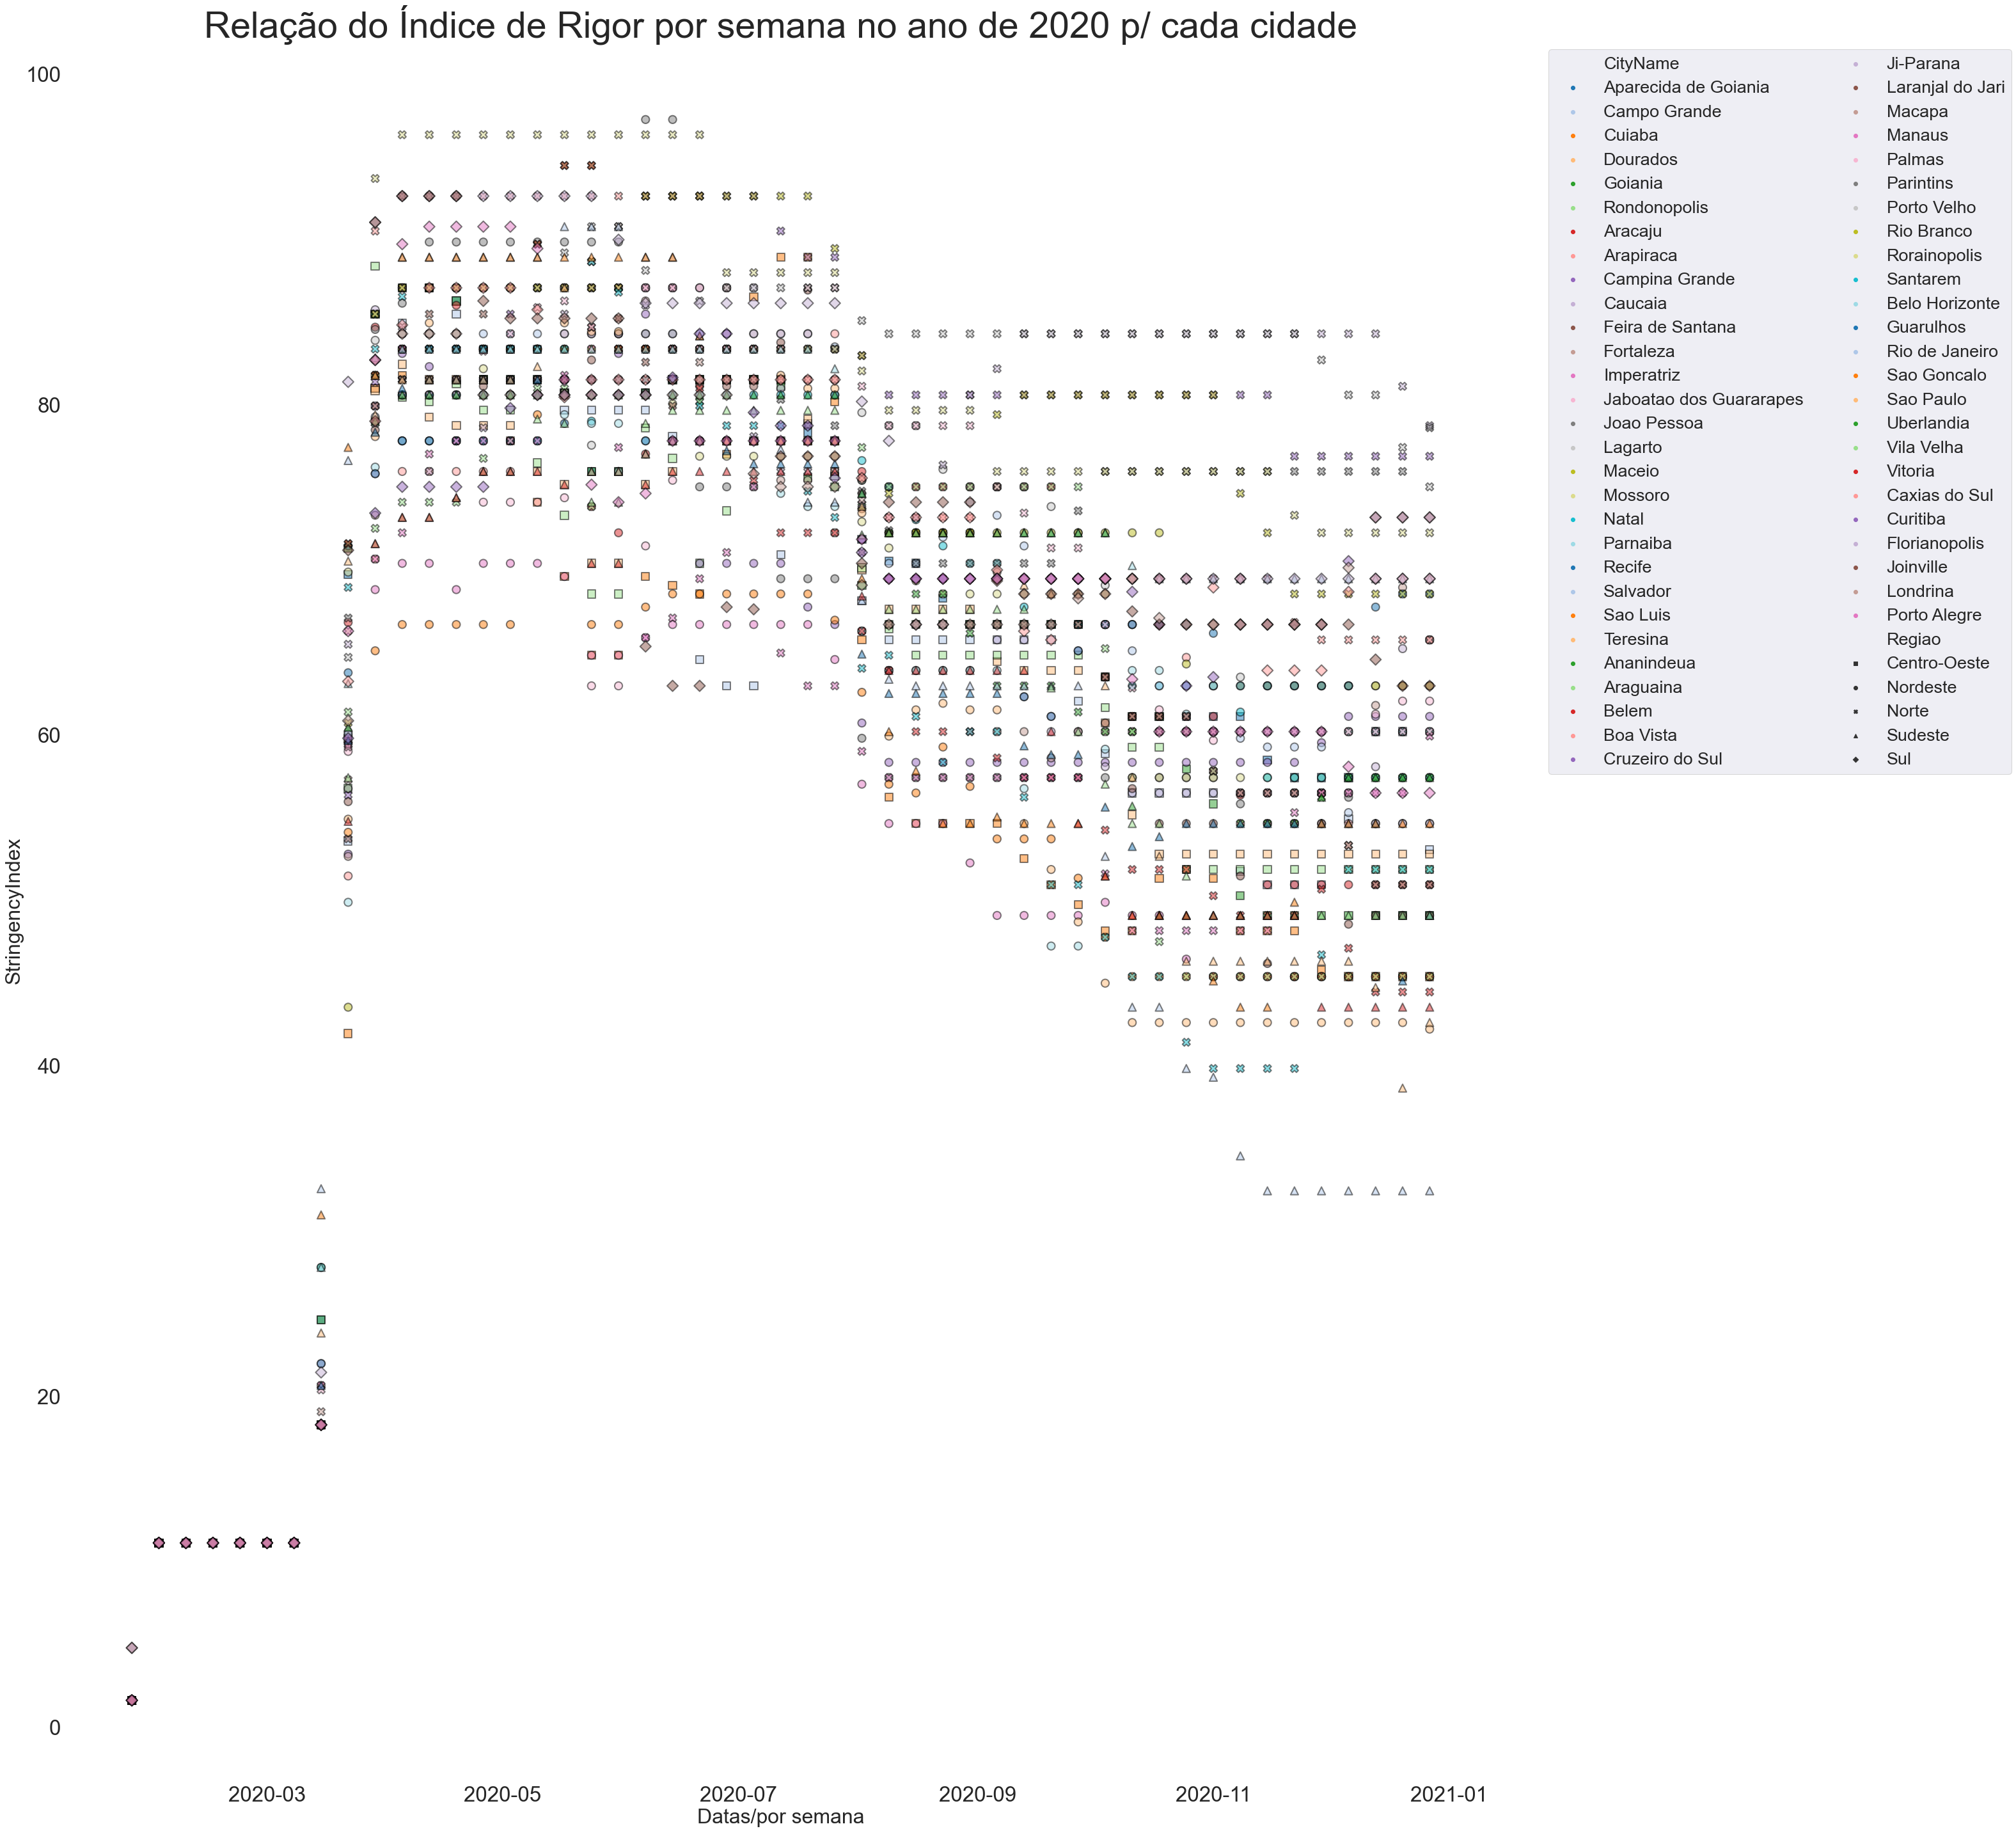 Relação do Índice de Rigor por semana no ano de 2020 p/ cada cidade
100
80
60
40
20
0
StringencyIndex
2020-03
2020-05
2020-07
2020-09
2020-11
2021-01
Datas/por semana
CityName
Aparecida de Goiania
Campo Grande
Cuiaba
Dourados
Goiania
Rondonopolis
Aracaju
Arapiraca
Campina Grande
Caucaia
Feira de Santana
Fortaleza
Imperatriz
Jaboatao dos Guararapes
Joao Pessoa
Lagarto
Maceio
Mossoro
Natal
Parnaiba
Recife
Salvador
Sao Luis
Teresina
Ananindeua
Araguaina
Belem
Boa Vista
Cruzeiro do Sul
Ji-Parana
Laranjal do Jari
Macapa
Manaus
Palmas
Parintins
Porto Velho
Rio Branco
Rorainopolis
Santarem
Belo Horizonte
Guarulhos
Rio de Janeiro
Sao Goncalo
Sao Paulo
Uberlandia
Vila Velha
Vitoria
Caxias do Sul
Curitiba
Florianopolis
Joinville
Londrina
Porto Alegre
Regiao
Centro-Oeste
Nordeste
Norte
Sudeste
Sul